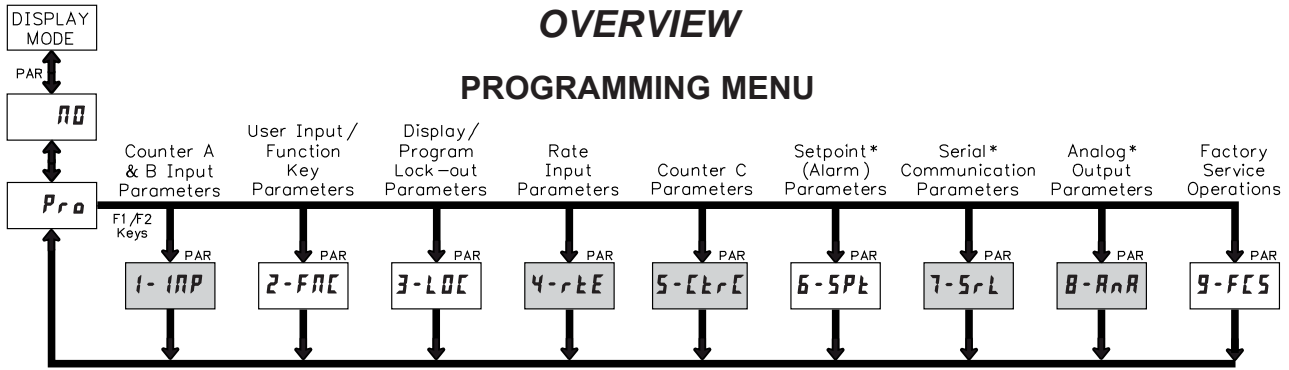 OVERVIEW
PROGRAMMING MENU
DISPLAY
MODE
PAR
NO
Pro
F1/F2
Keys
Counter A
& B Input
Parameters
User Input/
Function
Key
Parameters
Display/
Program
Lock-out
Parameters
Rate
Input
Parameters
Counter C
Parameters
Setpoint*
(Alarm)
Parameters
Serial*
Communication
Parameters
Analog*
Output
Parameters
Factory
Service
Operations
PAR
PAR
PAR
PAR
PAR
PAR
PAR
PAR
PAR
1-INP
2-FNC
3-LOC
4-rtE
5-CtrC
6-SPt
7-SrL
8-AnA
9-FCS